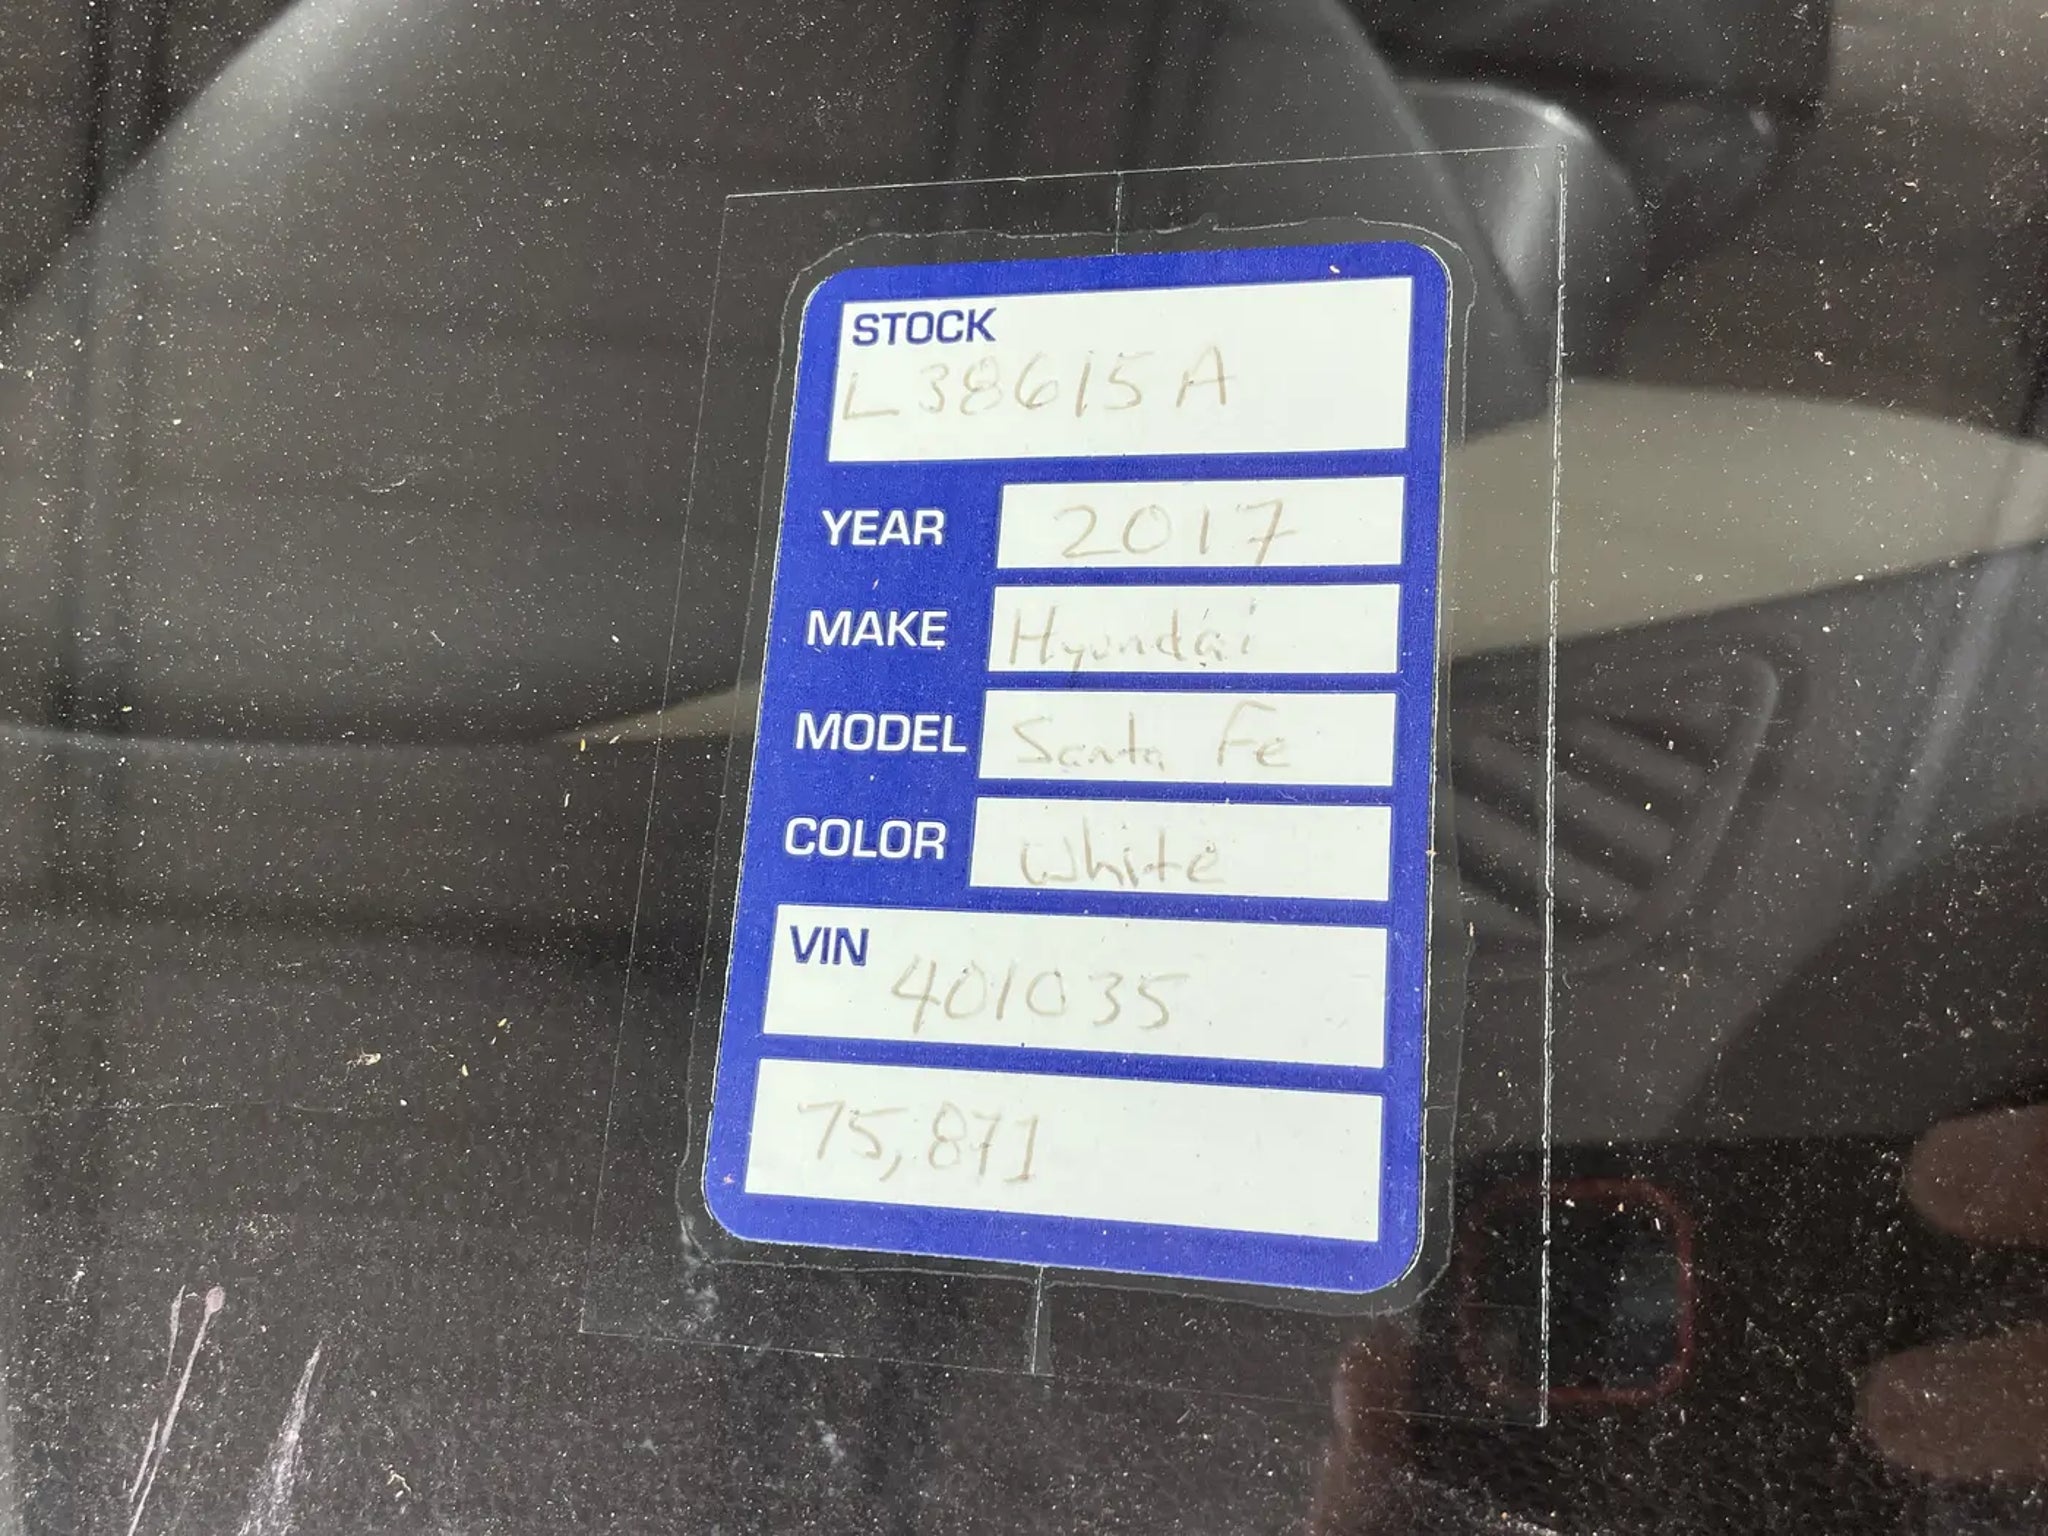 STOCK
L38615A
YEAR 2017
MAKE Hyundai
MODEL Santa Fe
COLOR White
VIN 401035
75,871